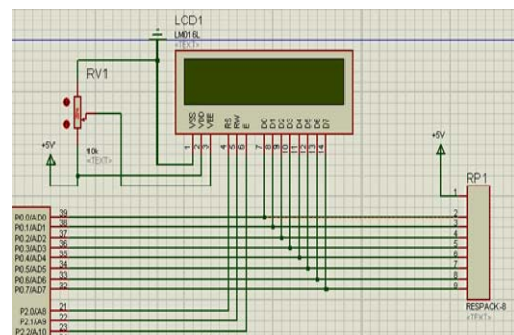 LCD1
LM016L
<TEXT>
RV1
VSS VDD VEE RS RW E D0 D1 D2 D3 D4 D5 D6 D7
1 2 3 4 5 6 7 8 9 10 11 12 13 14
+5V
10k
<TEXT>
+5V
RP1
1
P0.0/AD0 39 2
P0.1/AD1 38 3
P0.2/AD2 37 4
P0.3/AD3 36 5
P0.4/AD4 35 6
P0.5/AD5 34 7
P0.6/AD6 33 8
P0.7/AD7 32 9
RESPACK-8
<TEXT>
P2.0/A8 21
P2.1/A9 22
P2.2/A10 23